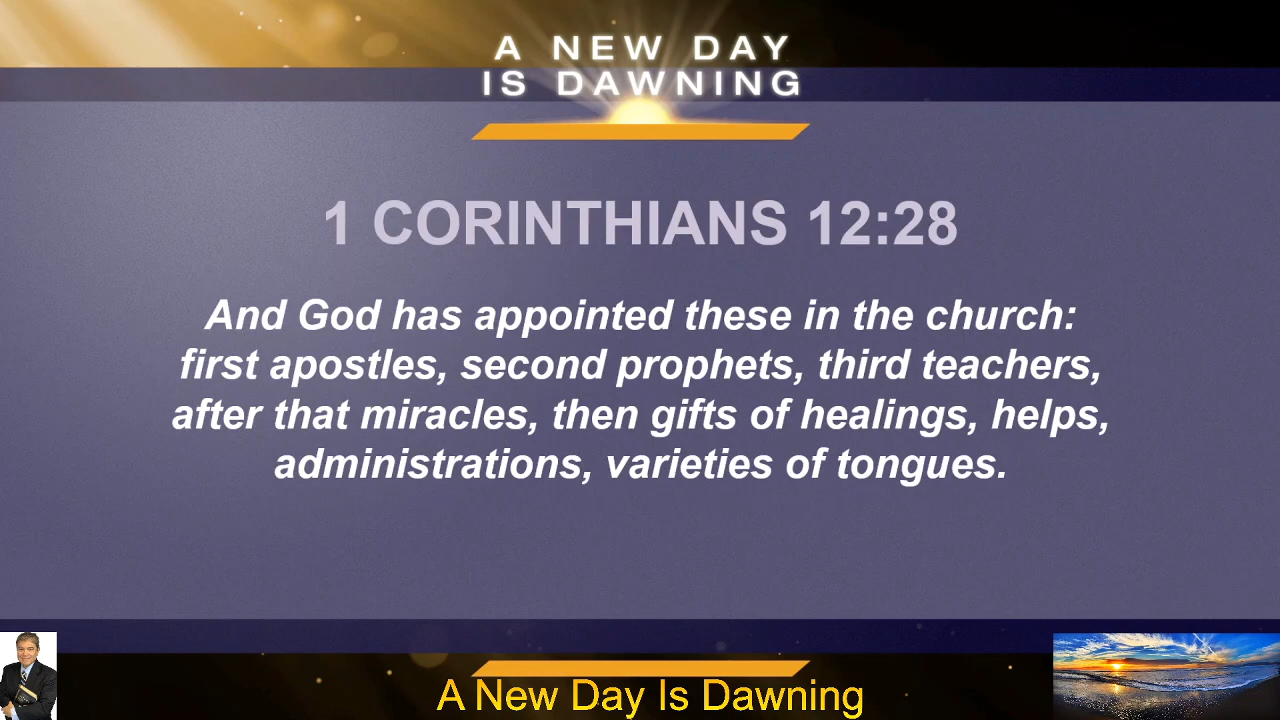 A NEW DAY
IS DAWNING
1 CORINTHIANS 12:28
And God has appointed these in the church:
first apostles, second prophets, third teachers,
after that miracles, then gifts of healings, helps,
administrations, varieties of tongues.
A New Day Is Dawning